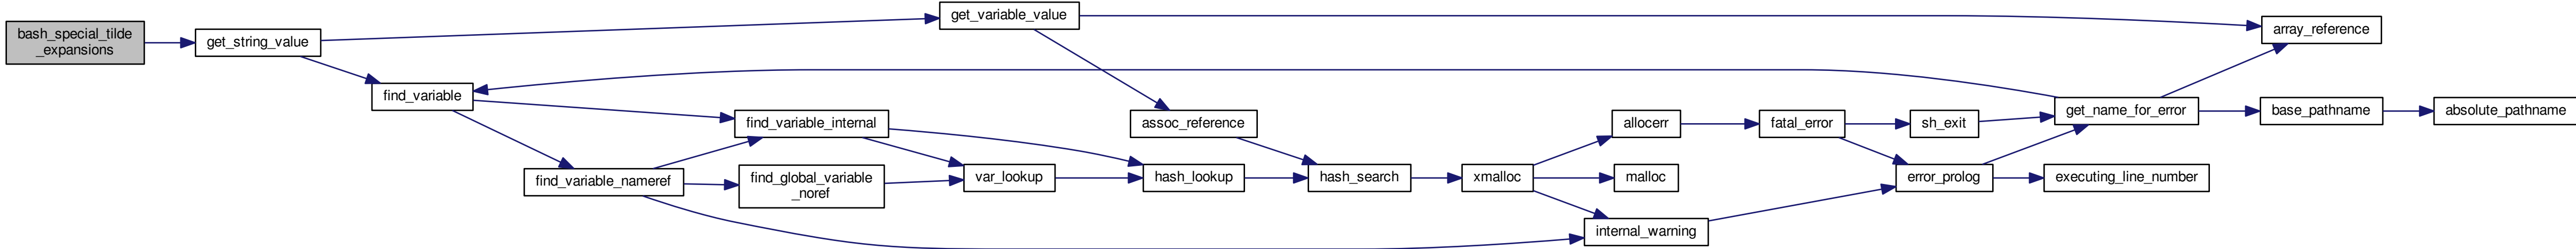 bash_special_tilde
_expansions
get_string_value
get_variable_value
find_variable
find_variable_internal
find_variable_nameref
find_global_variable
_noref
var_lookup
assoc_reference
hash_lookup
hash_search
xmalloc
allocerr
malloc
internal_warning
fatal_error
sh_exit
error_prolog
get_name_for_error
executing_line_number
array_reference
base_pathname
absolute_pathname